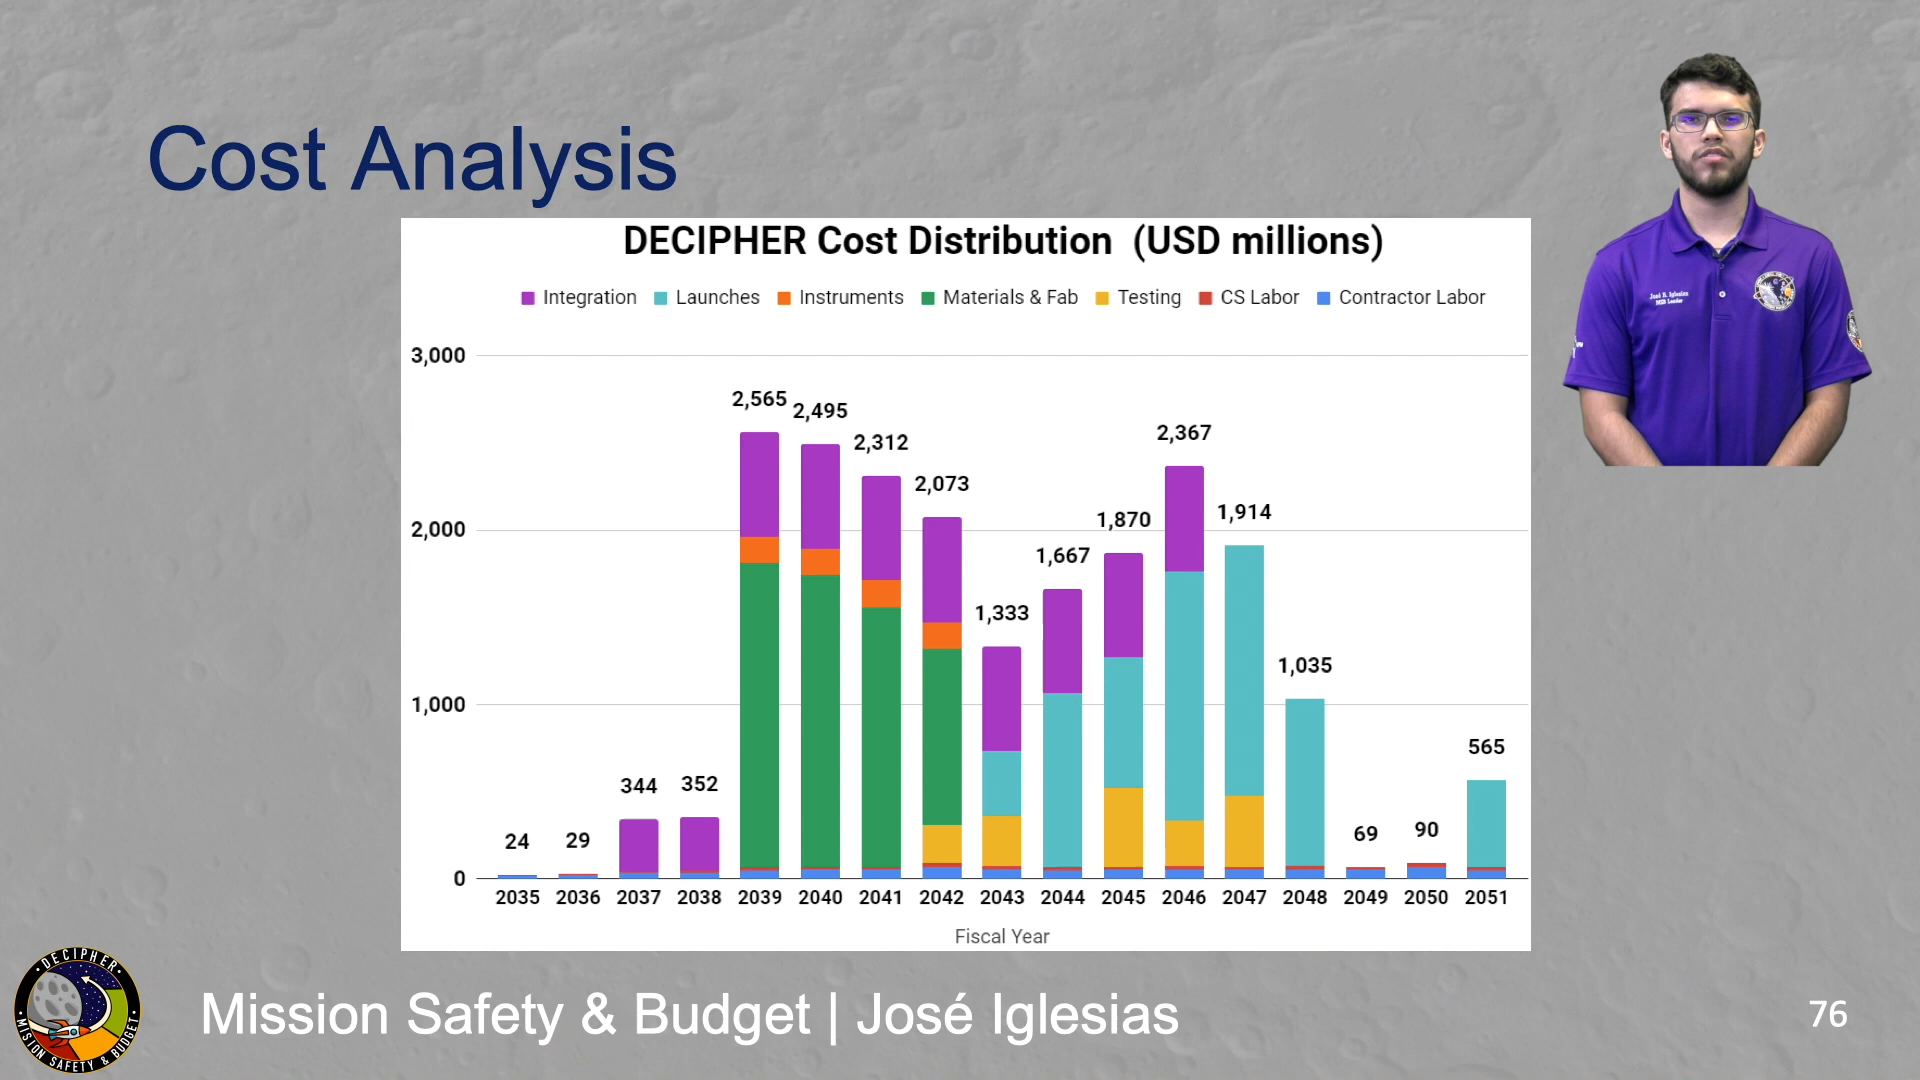 Cost Analysis
DECIPHER Cost Distribution (USD millions)
Integration Launches Instruments Materials & Fab Testing CS Labor Contractor Labor
3,000
2,000
1,000
0
24
29
344
352
2,565
2,495
2,312
2,073
1,333
1,667
1,870
2,367
1,914
1,035
69
90
565
2035 2036 2037 2038 2039 2040 2041 2042 2043 2044 2045 2046 2047 2048 2049 2050 2051
Fiscal Year
José R. Iglesias
MSB Leader
DECIPHER
MISSION SAFETY & BUDGET
Mission Safety & Budget | José Iglesias
76